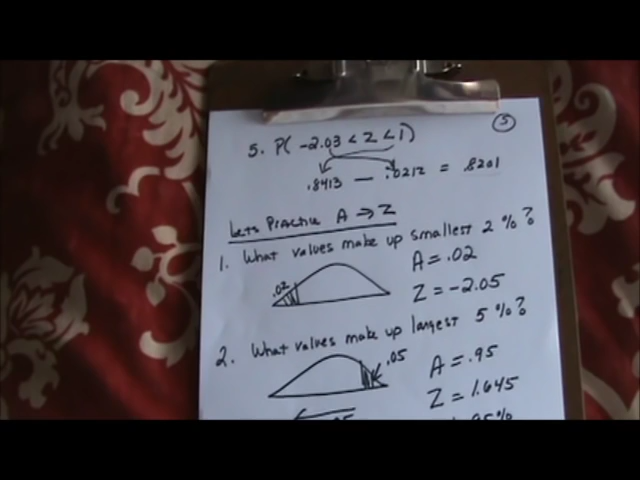 5
5. P(-2.03 < Z < 1)
.8413 — .0212 = .8201
Lets Practice A → Z
1. What values make up smallest 2%?
.02
A = .02
Z = -2.05
2. What values make up largest 5%?
.05
A = .95
Z = 1.645